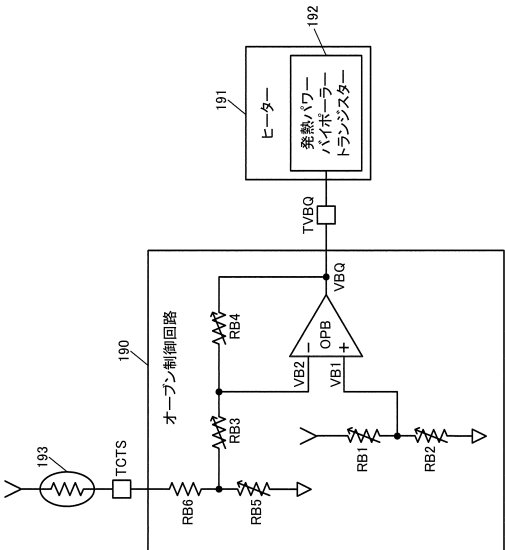 192
191
ヒーター
発熱パワー
バイポーラー
トランジスター
TVBQ
190
オーブン制御回路
VBQ
RB4
OPB
−
+
VB2
VB1
RB3
RB1
RB2
193
TCTS
RB6
RB5